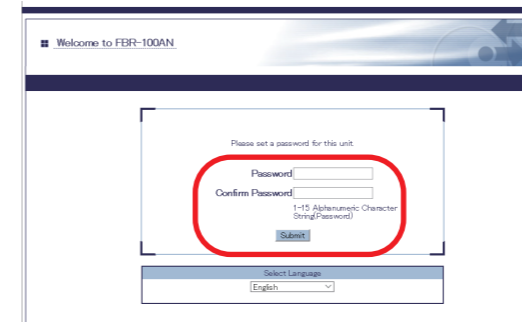 Welcome to FBR-100AN
Please set a password for this unit.
Password
Confirm Password
1-15 Alphanumeric Character
String(Password)
Submit
Select Language
English